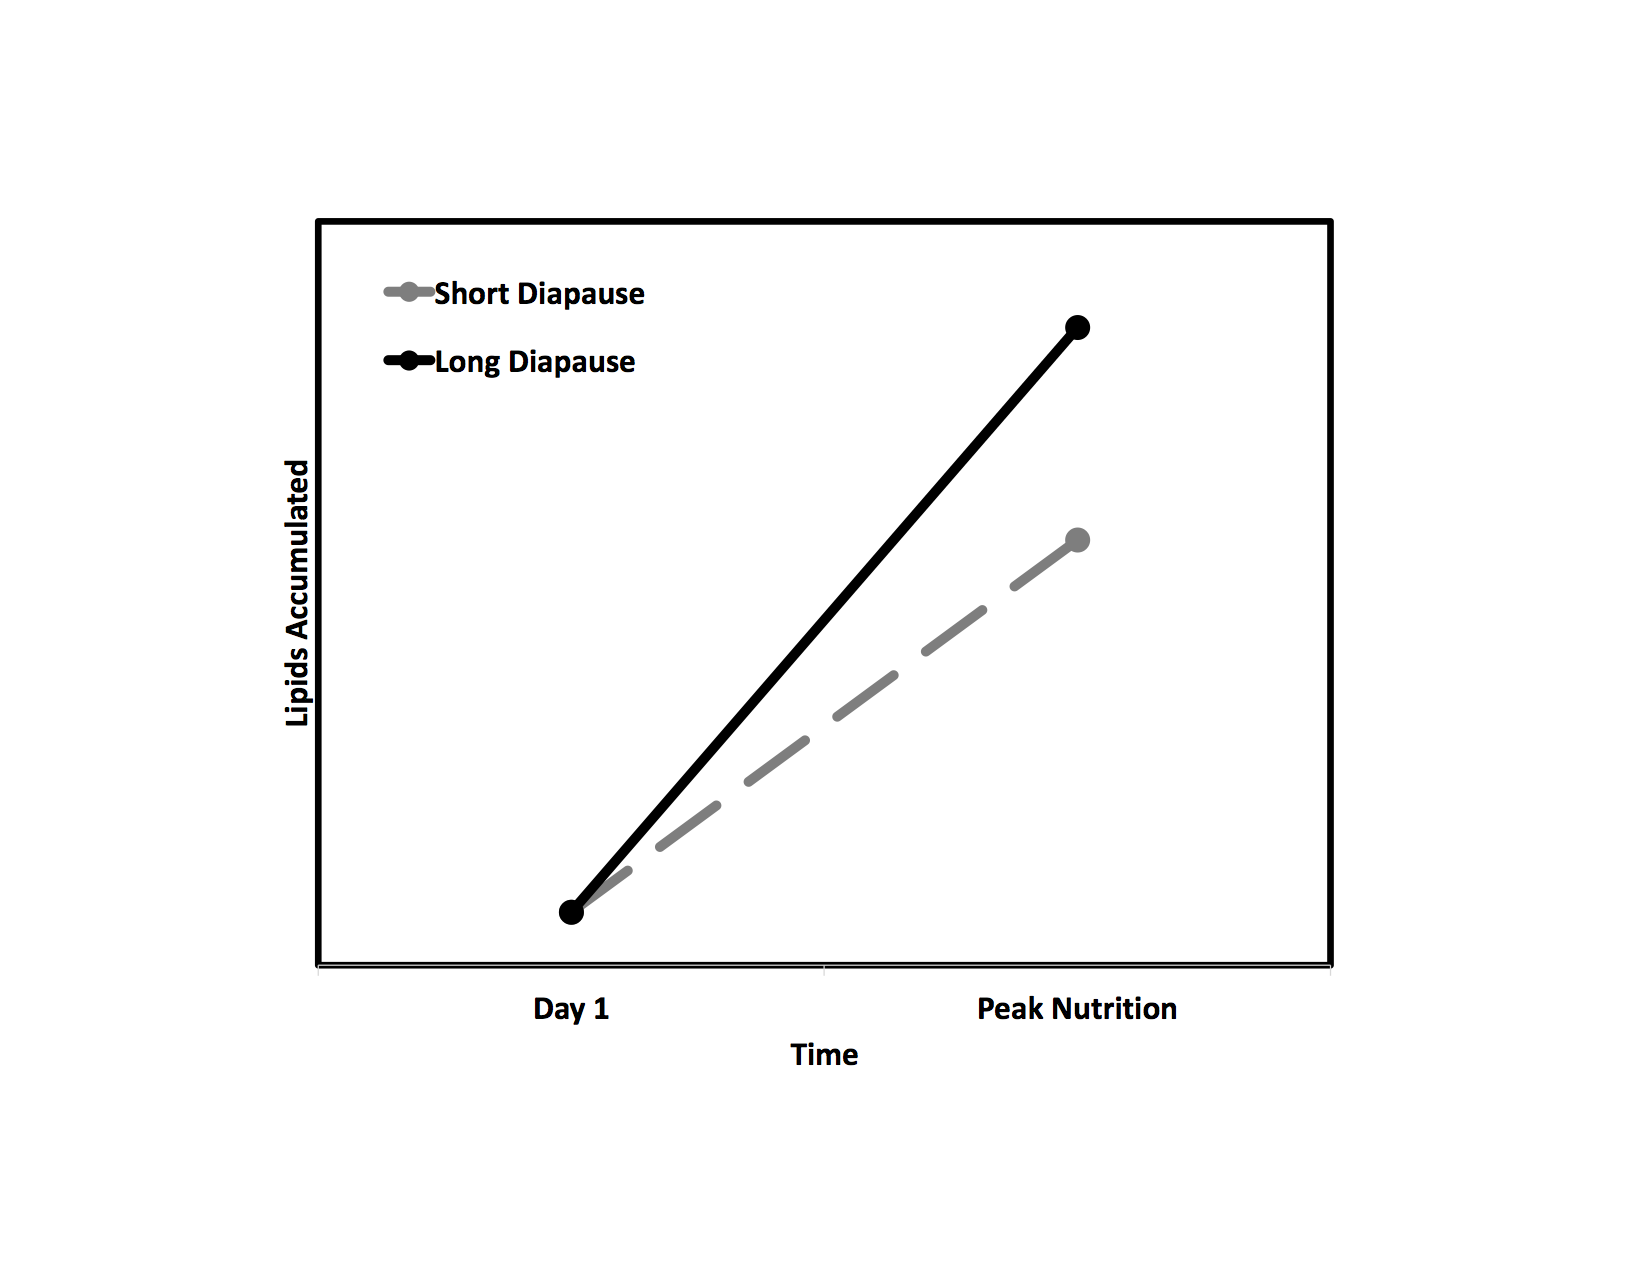 Short Diapause
Long Diapause
Lipids Accumulated
Day 1
Peak Nutrition
Time